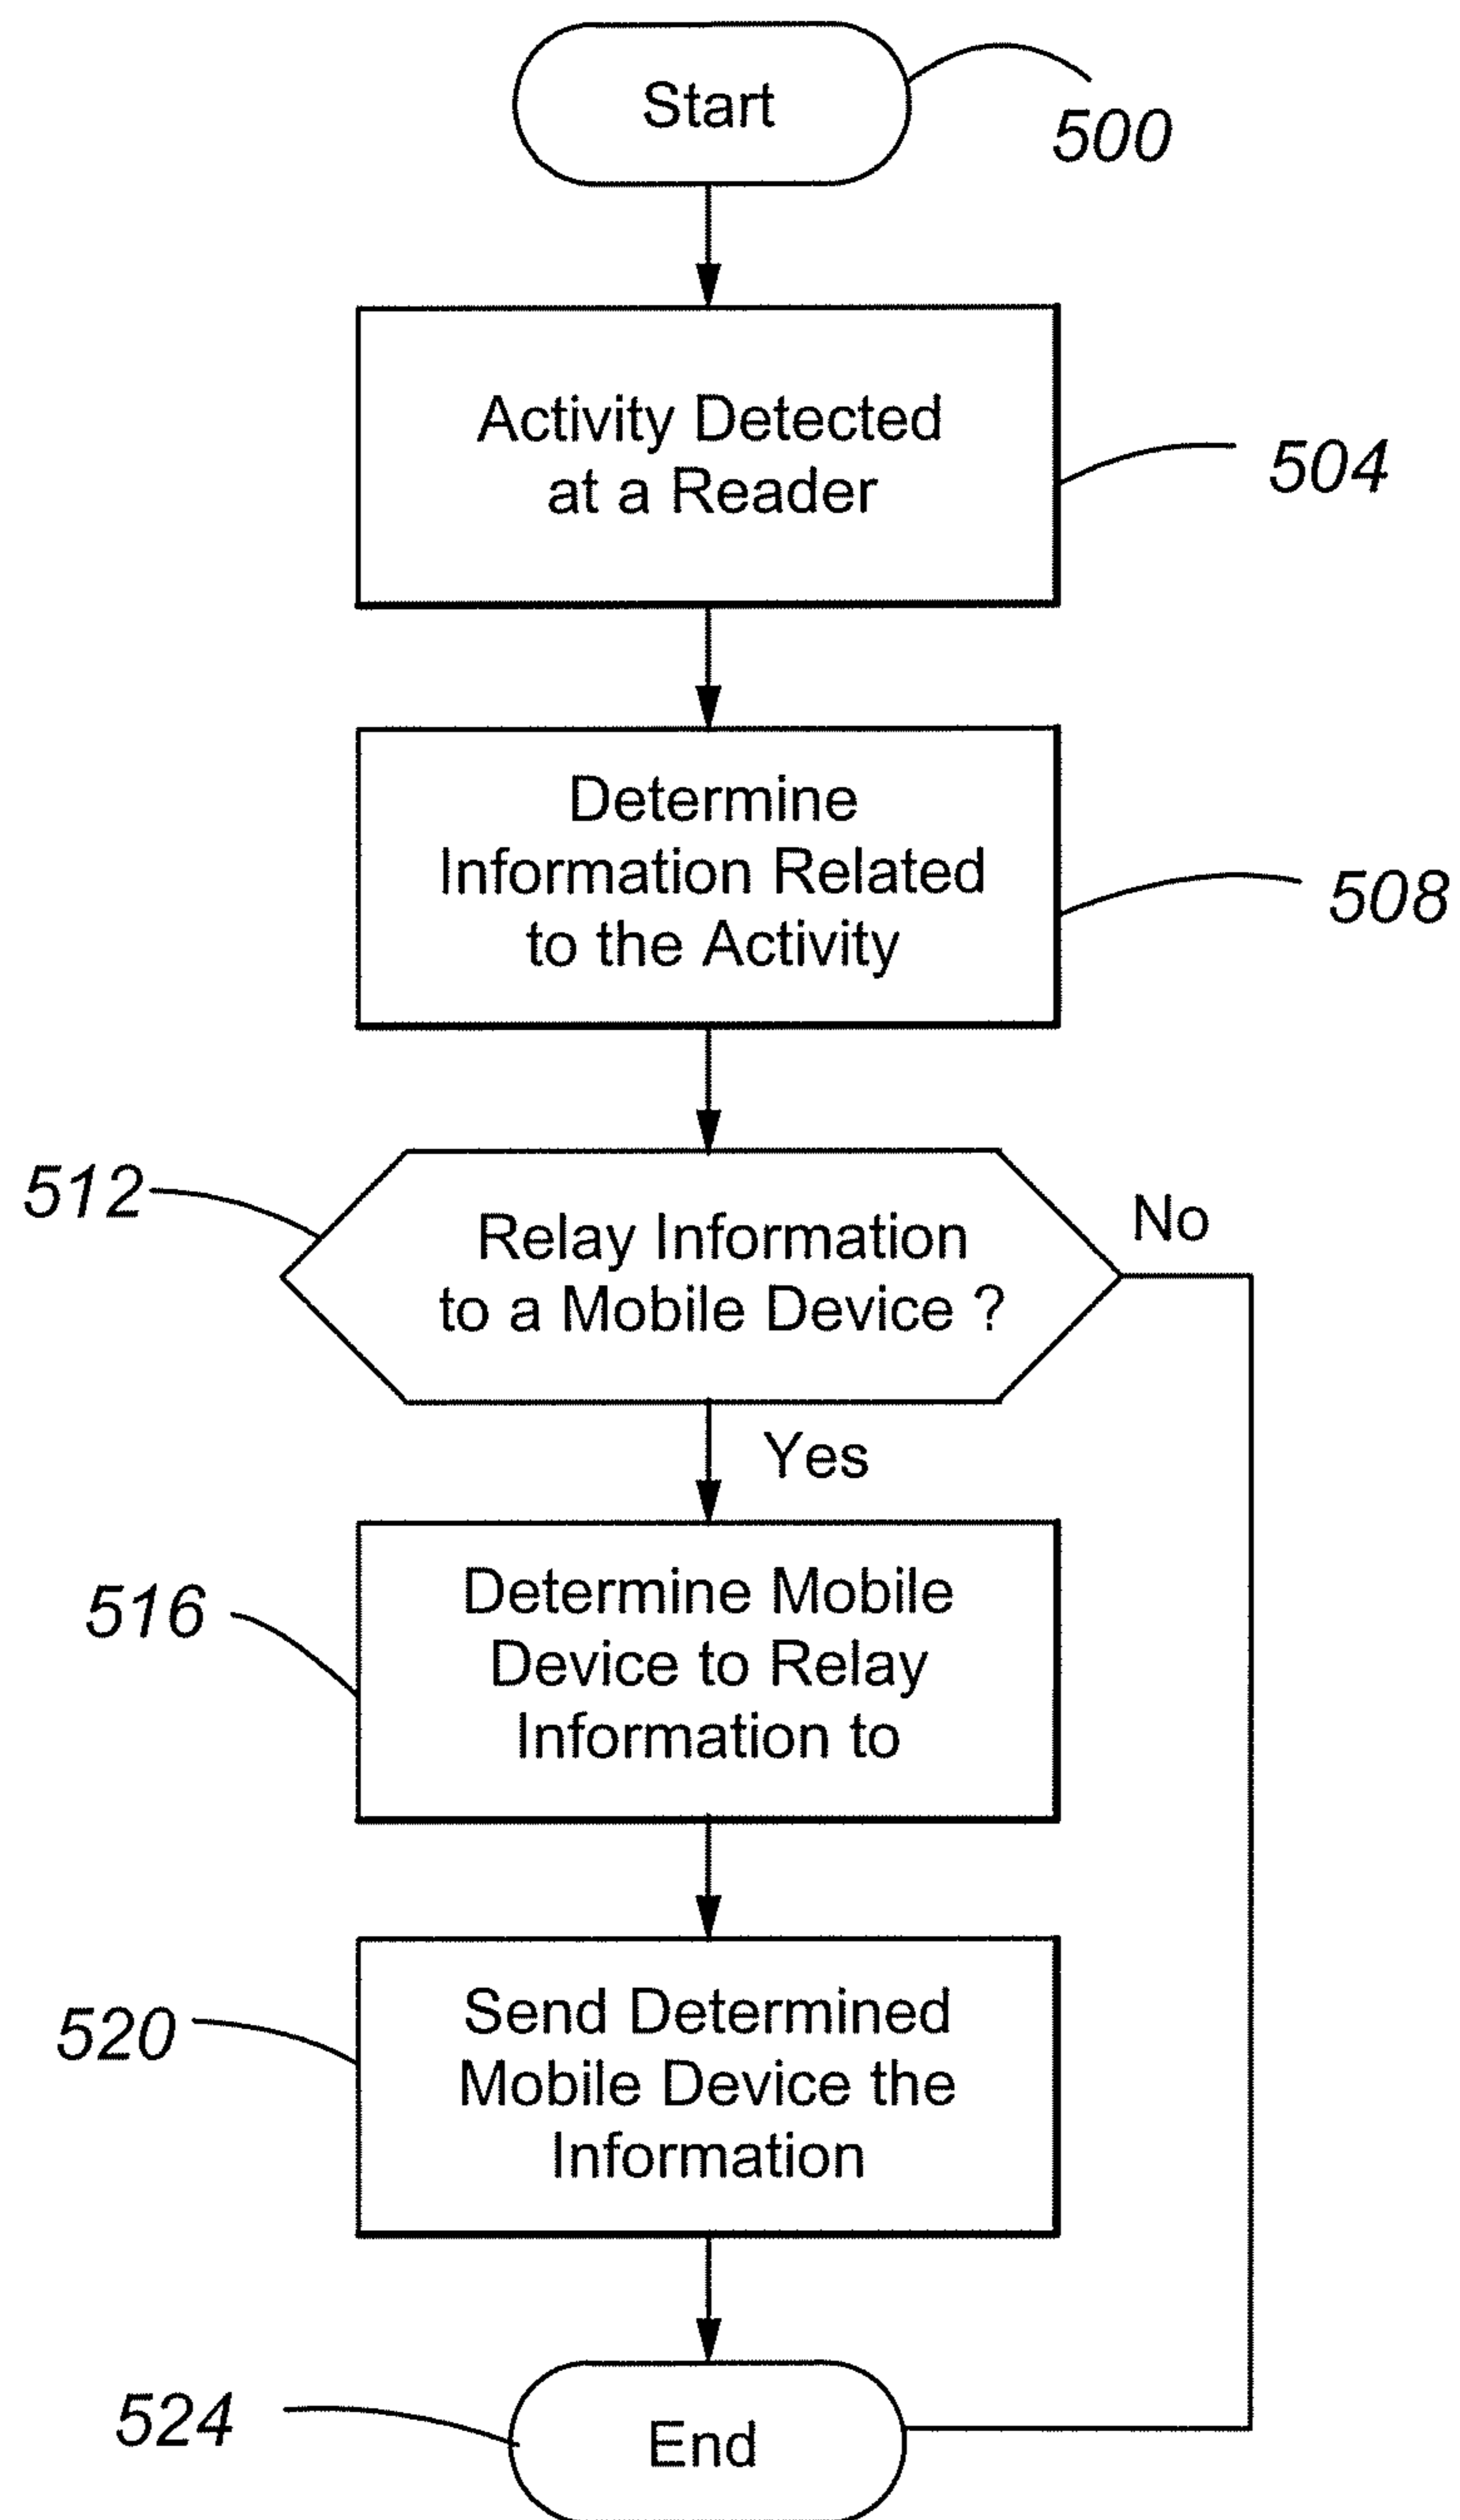 Start
500
Activity Detected
at a Reader
504
Determine
Information Related
to the Activity
508
512
Relay Information
to a Mobile Device ?
No
Yes
516
Determine Mobile
Device to Relay
Information to
520
Send Determined
Mobile Device the
Information
524
End